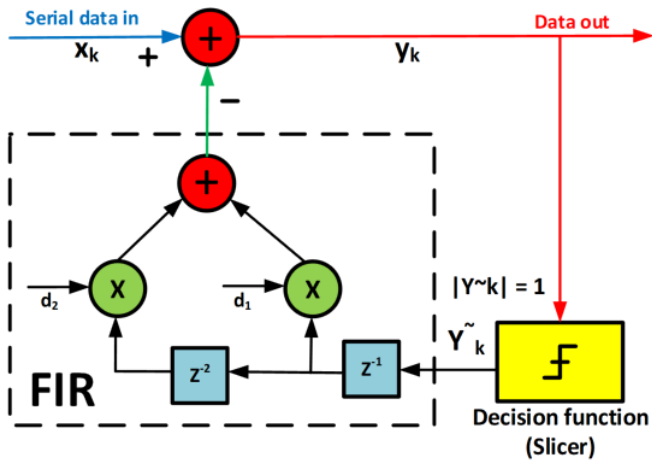 Serial data in
Data out
xₖ
+
+
yₖ
−
+
|Y~k| = 1
d₂
X
d₁
X
Y˜ₖ
Z⁻²
Z⁻¹
FIR
Decision function
(Slicer)